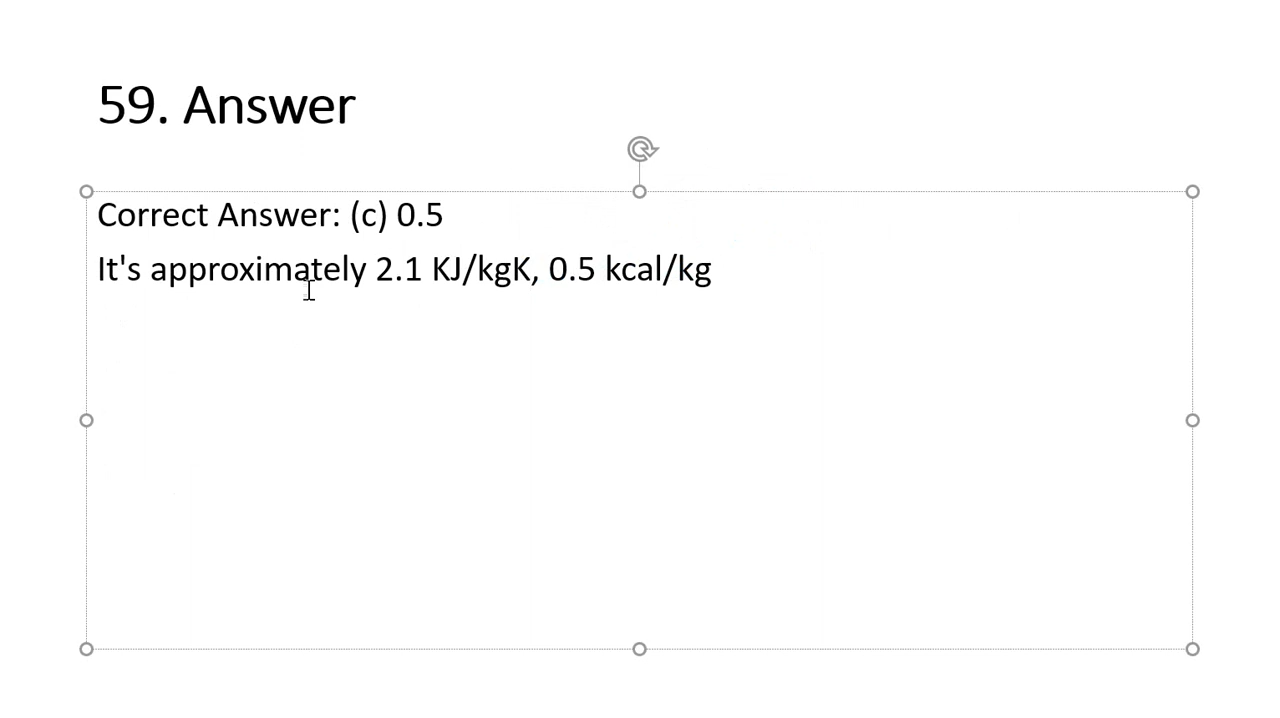 59. Answer
Correct Answer: (c) 0.5
It's approximately 2.1 KJ/kgK, 0.5 kcal/kg